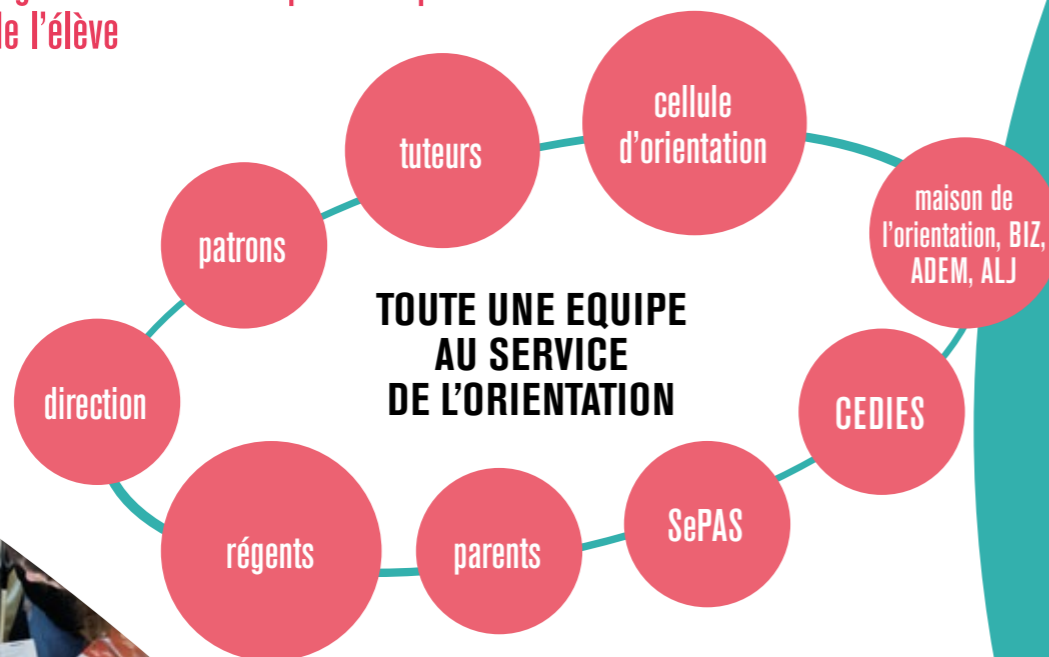 de l'élève
cellule
d'orientation
tuteurs
maison de
l'orientation, BIZ,
ADEM, ALJ
patrons
TOUTE UNE EQUIPE
AU SERVICE
DE L'ORIENTATION
direction
CEDIES
SePAS
régents
parents